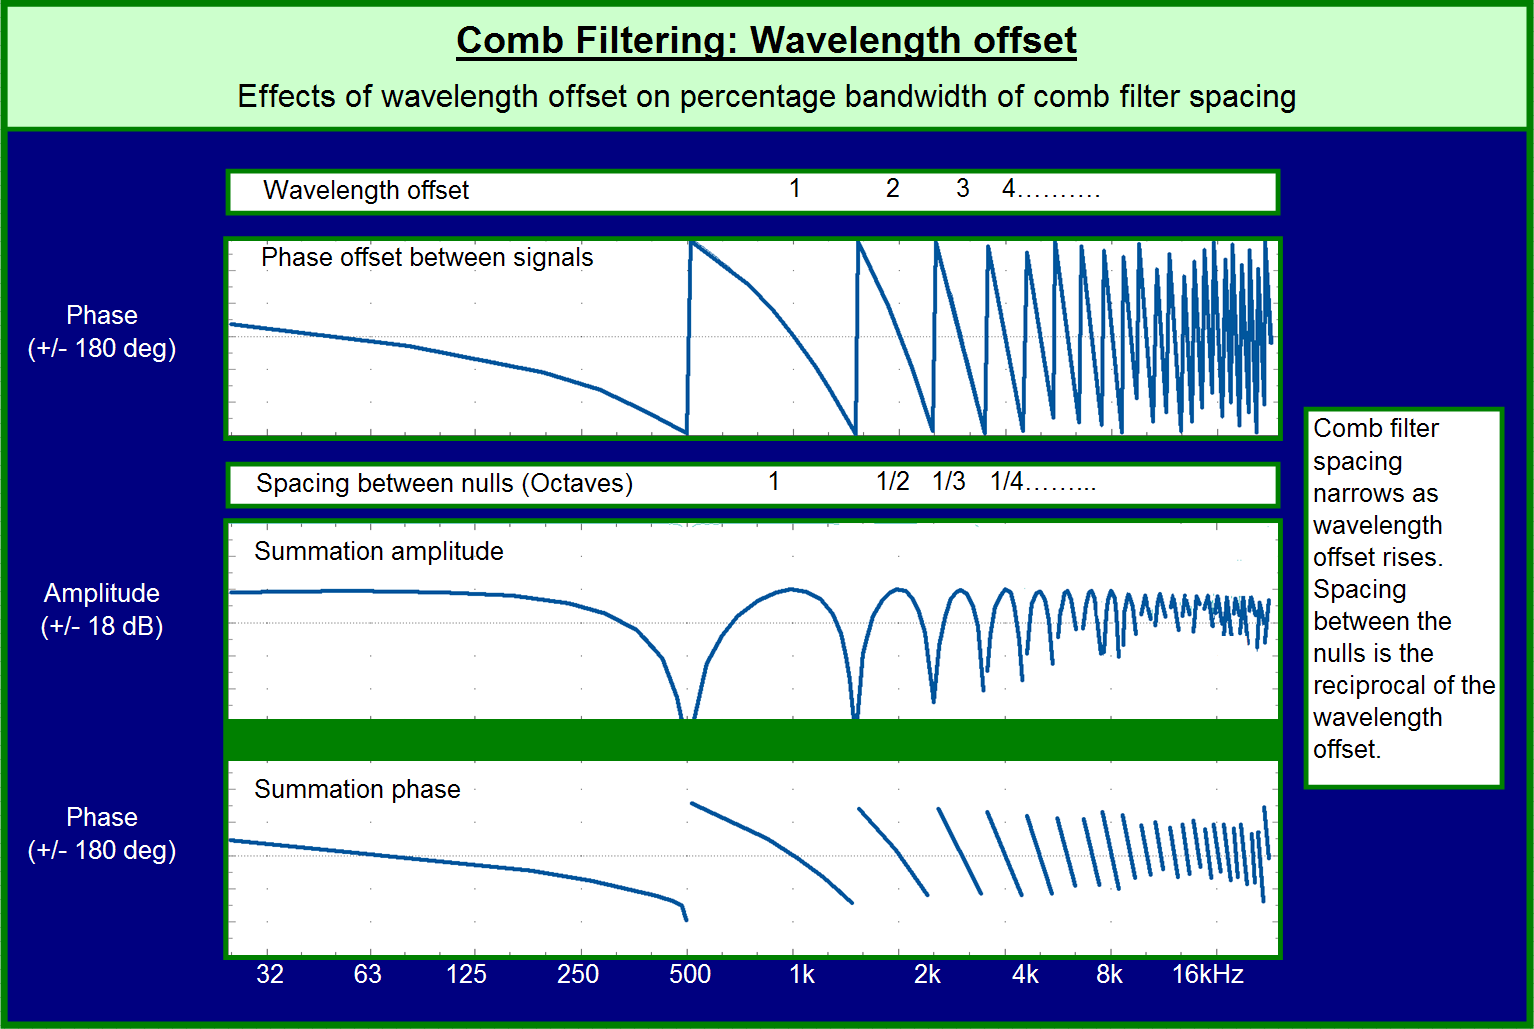 Comb Filtering: Wavelength offset
Effects of wavelength offset on percentage bandwidth of comb filter spacing
Wavelength offset 1 2 3 4..........
Phase offset between signals
Phase
(+/- 180 deg)
Spacing between nulls (Octaves) 1 1/2 1/3 1/4.........
Summation amplitude
Amplitude
(+/- 18 dB)
Summation phase
Phase
(+/- 180 deg)
32 63 125 250 500 1k 2k 4k 8k 16kHz
Comb filter
spacing
narrows as
wavelength
offset rises.
Spacing
between the
nulls is the
reciprocal of the
wavelength
offset.